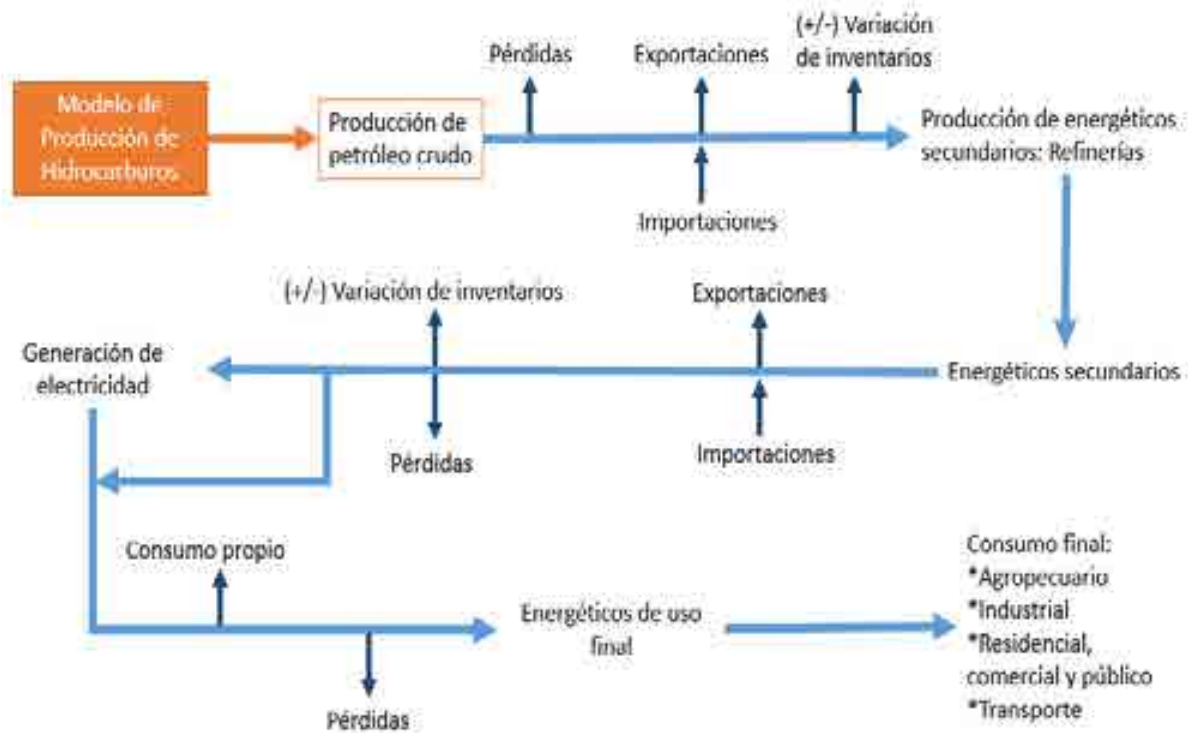 Modelo de
Producción de
Hidrocarburos
Producción de
petróleo crudo
Pérdidas
Exportaciones
(+/-) Variación
de inventarios
Importaciones
Producción de energéticos
secundarios: Refinerías
(+/-) Variación de inventarios
Exportaciones
Generación de
electricidad
Energéticos secundarios
Pérdidas
Importaciones
Consumo propio
Pérdidas
Energéticos de uso
final
Consumo final:
*Agropecuario
*Industrial
*Residencial,
comercial y público
*Transporte